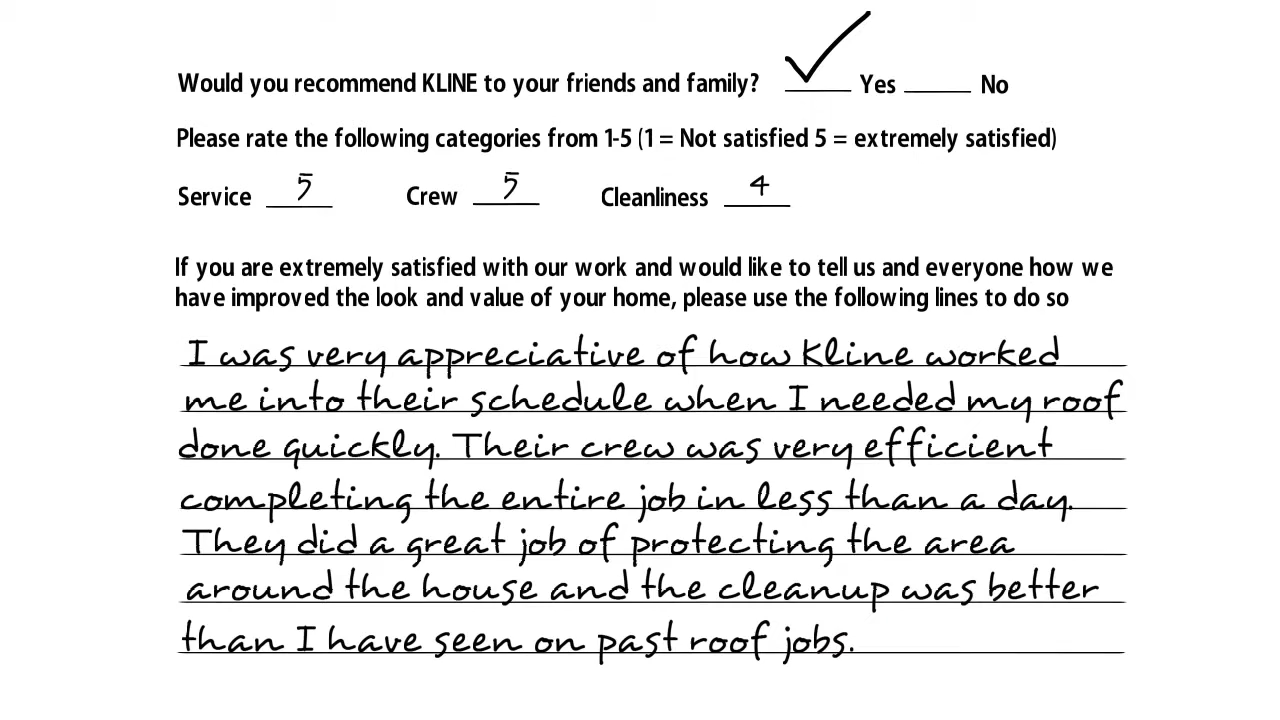 Would you recommend KLINE to your friends and family? ✓ Yes ____ No
Please rate the following categories from 1-5 (1 = Not satisfied 5 = extremely satisfied)
Service 5 Crew 5 Cleanliness 4
If you are extremely satisfied with our work and would like to tell us and everyone how we
have improved the look and value of your home, please use the following lines to do so
I was very appreciative of how Kline worked
me into their schedule when I needed my roof
done quickly. Their crew was very efficient
completing the entire job in less than a day.
They did a great job of protecting the area
around the house and the cleanup was better
than I have seen on past roof jobs.